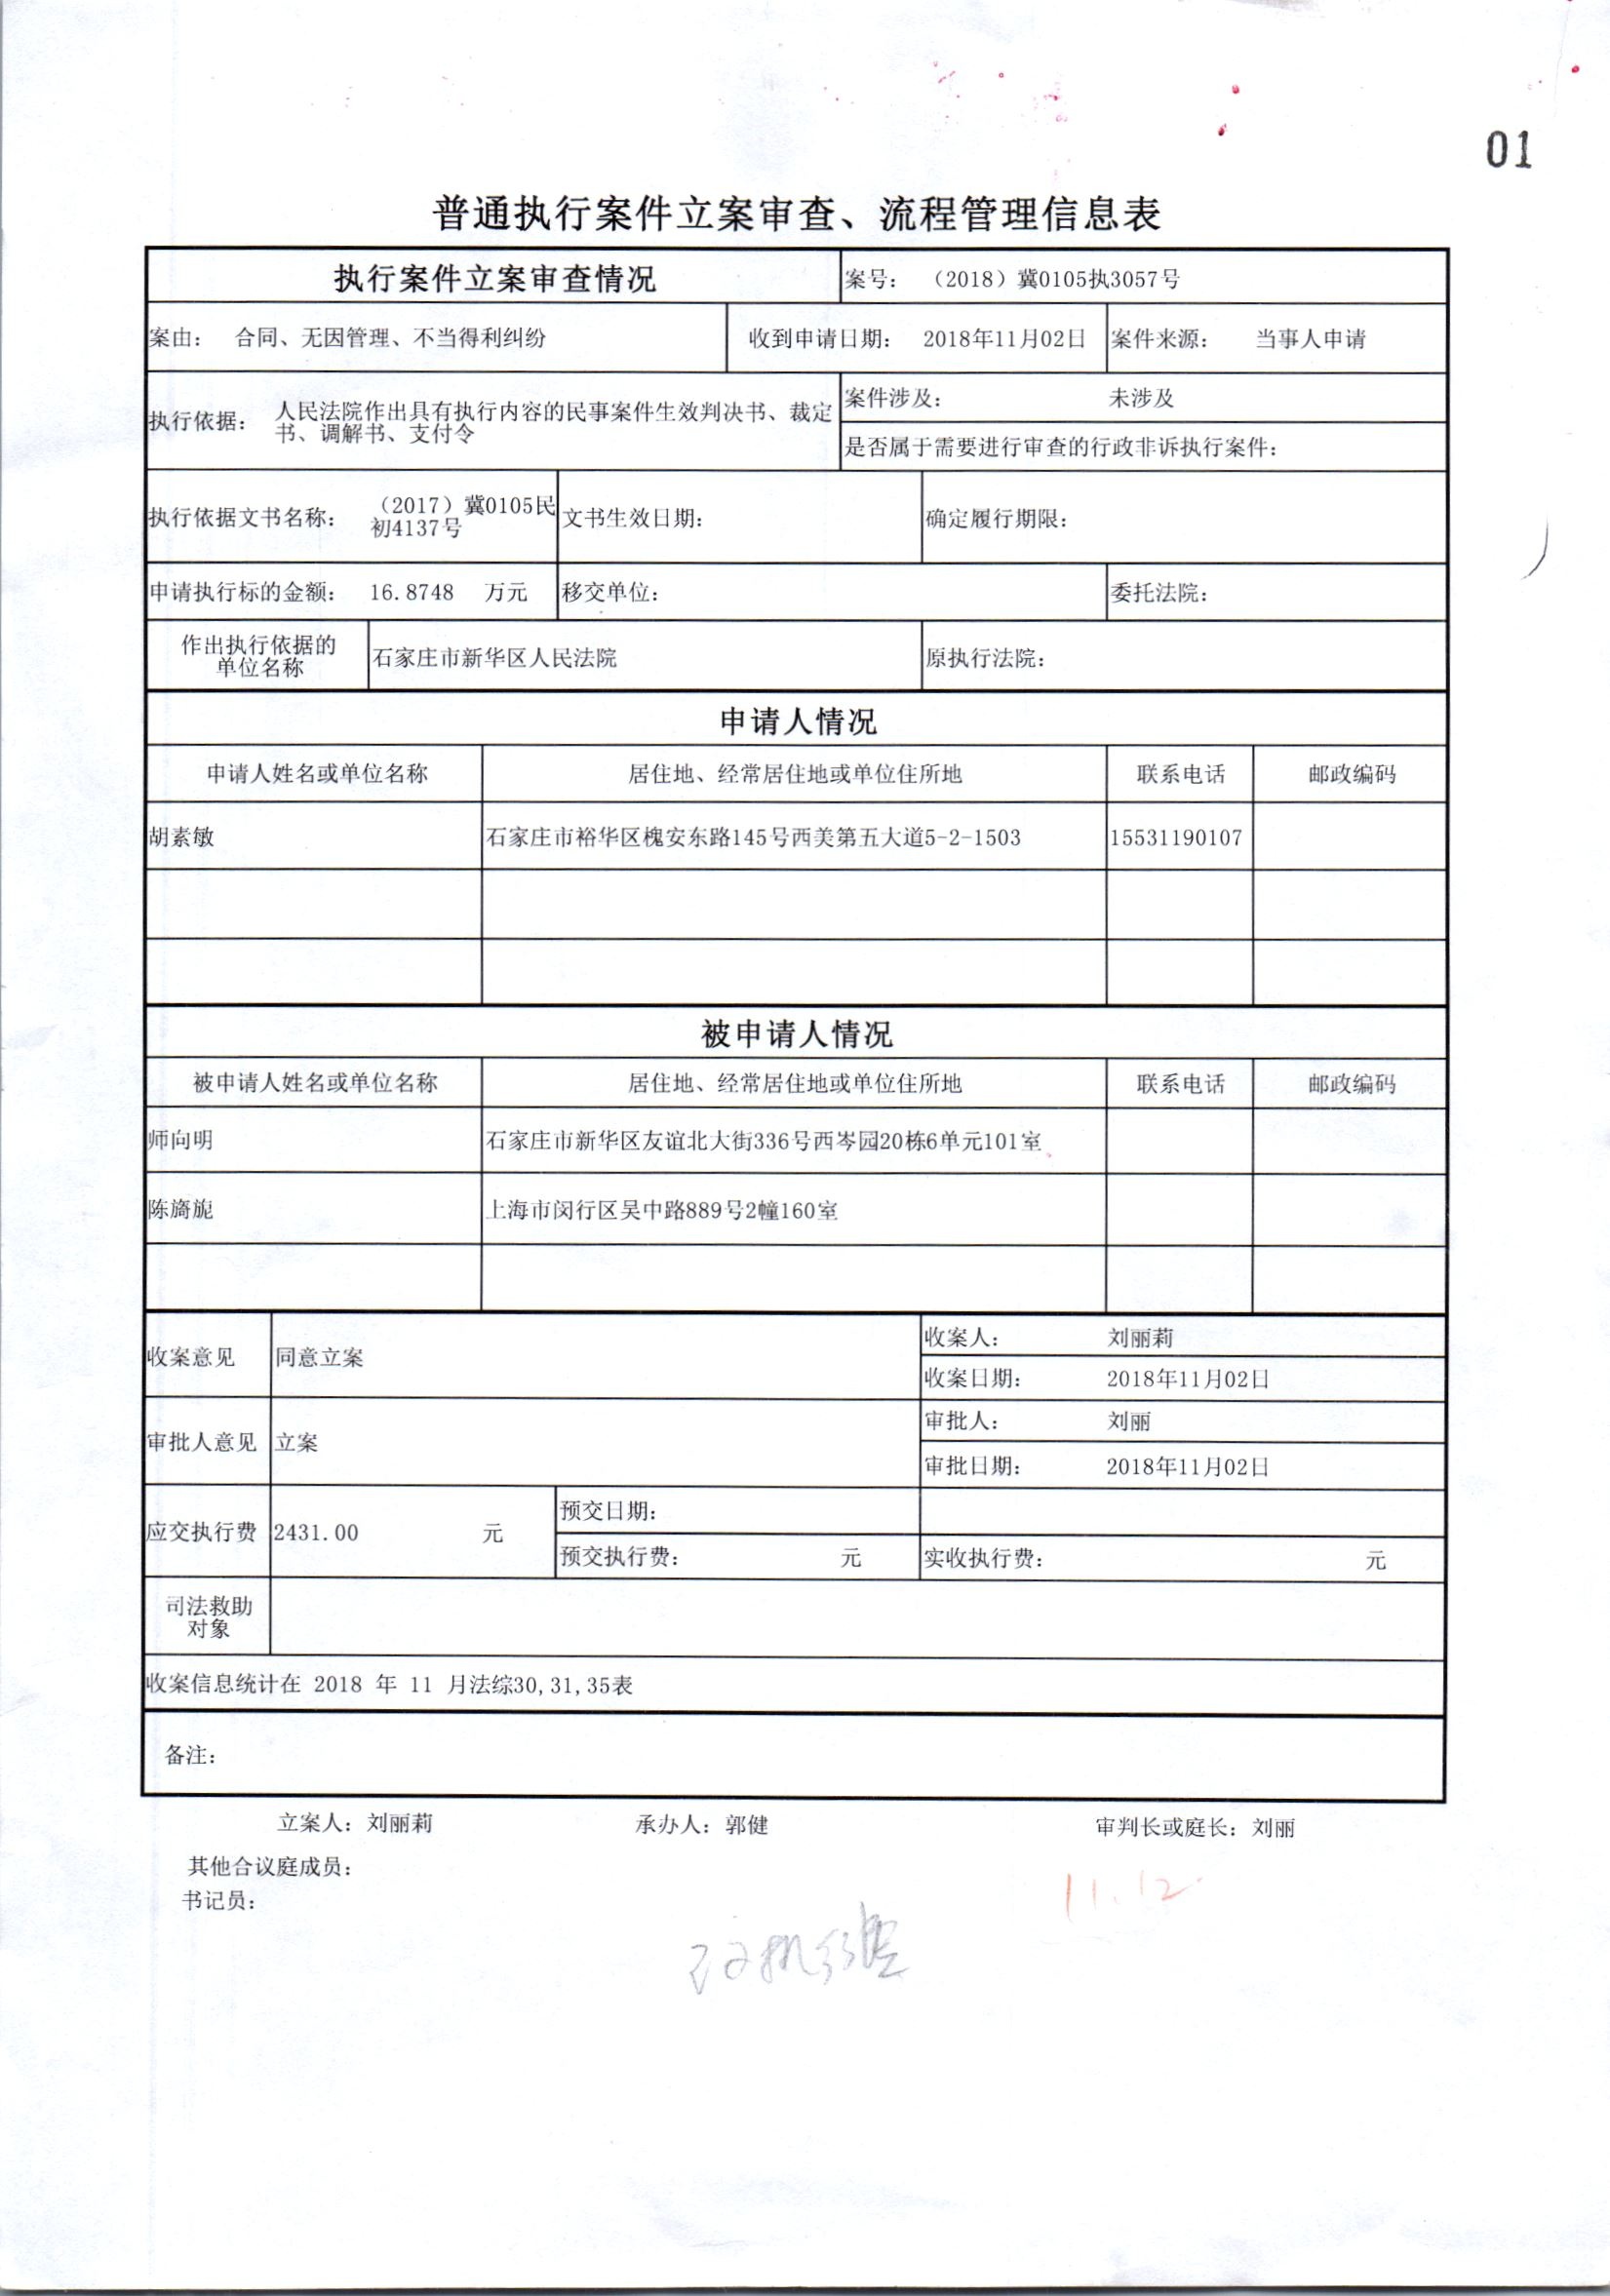 01
普通执行案件立案审查、流程管理信息表
执行案件立案审查情况 案号： （2018）冀0105执3057号
案由： 合同、无因管理、不当得利纠纷 收到申请日期： 2018年11月02日 案件来源： 当事人申请
执行依据： 人民法院作出具有执行内容的民事案件生效判决书、裁定
书、调解书、支付令
案件涉及： 未涉及
是否属于需要进行审查的行政非诉执行案件：
执行依据文书名称： （2017）冀0105民
初4137号
文书生效日期： 确定履行期限：
申请执行标的金额： 16.8748 万元 移交单位： 委托法院：
作出执行依据的
单位名称
石家庄市新华区人民法院 原执行法院：
申请人情况
申请人姓名或单位名称 居住地、经常居住地或单位住所地 联系电话 邮政编码
胡素敏 石家庄市裕华区槐安东路145号西美第五大道5-2-1503 15531190107
被申请人情况
被申请人姓名或单位名称 居住地、经常居住地或单位住所地 联系电话 邮政编码
师向明 石家庄市新华区友谊北大街336号西岑园20栋6单元101室
陈旖旎 上海市闵行区吴中路889号2幢160室
收案意见 同意立案 收案人： 刘丽莉
收案日期： 2018年11月02日
审批人意见 立案 审批人： 刘丽
审批日期： 2018年11月02日
应交执行费 2431.00 元 预交日期：
预交执行费： 元 实收执行费： 元
司法救助
对象
收案信息统计在 2018 年 11 月法综30,31,35表
备注：
立案人：刘丽莉 承办人：郭健 审判长或庭长：刘丽
其他合议庭成员：
书记员：
11.12